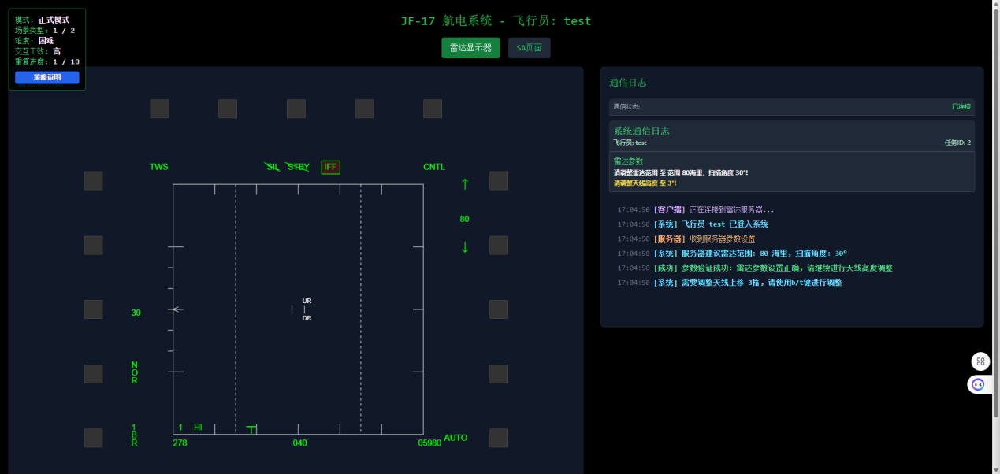 模式: 正式模式
场景类型: 1 / 2
难度: 困难
交互工效: 高
重复进度: 1 / 10
策略说明
JF-17 航电系统 - 飞行员: test
雷达显示器
SA页面
TWS
SIL
STBY
IFF
CNTL
↑
80
↓
UR
DR
30
N
O
R
1
B
R
1 HI
AUTO
278
040
05980
通信日志
通信状态:
已连接
系统通信日志
飞行员: test
任务ID: 2
雷达参数
请调整雷达范围 至 范围 80海里, 扫描角度 30°!
请调整天线高度 至 3°!
17:04:50 [客户端] 正在连接到雷达服务器...
17:04:50 [系统] 飞行员 test 已登入系统
17:04:50 [服务器] 收到服务器参数设置
17:04:50 [系统] 服务器建议雷达范围: 80 海里, 扫描角度: 30°
17:04:50 [成功] 参数验证成功: 雷达参数设置正确, 请继续进行天线高度调整
17:04:50 [系统] 需要调整天线上移 3格, 请使用b/t键进行调整